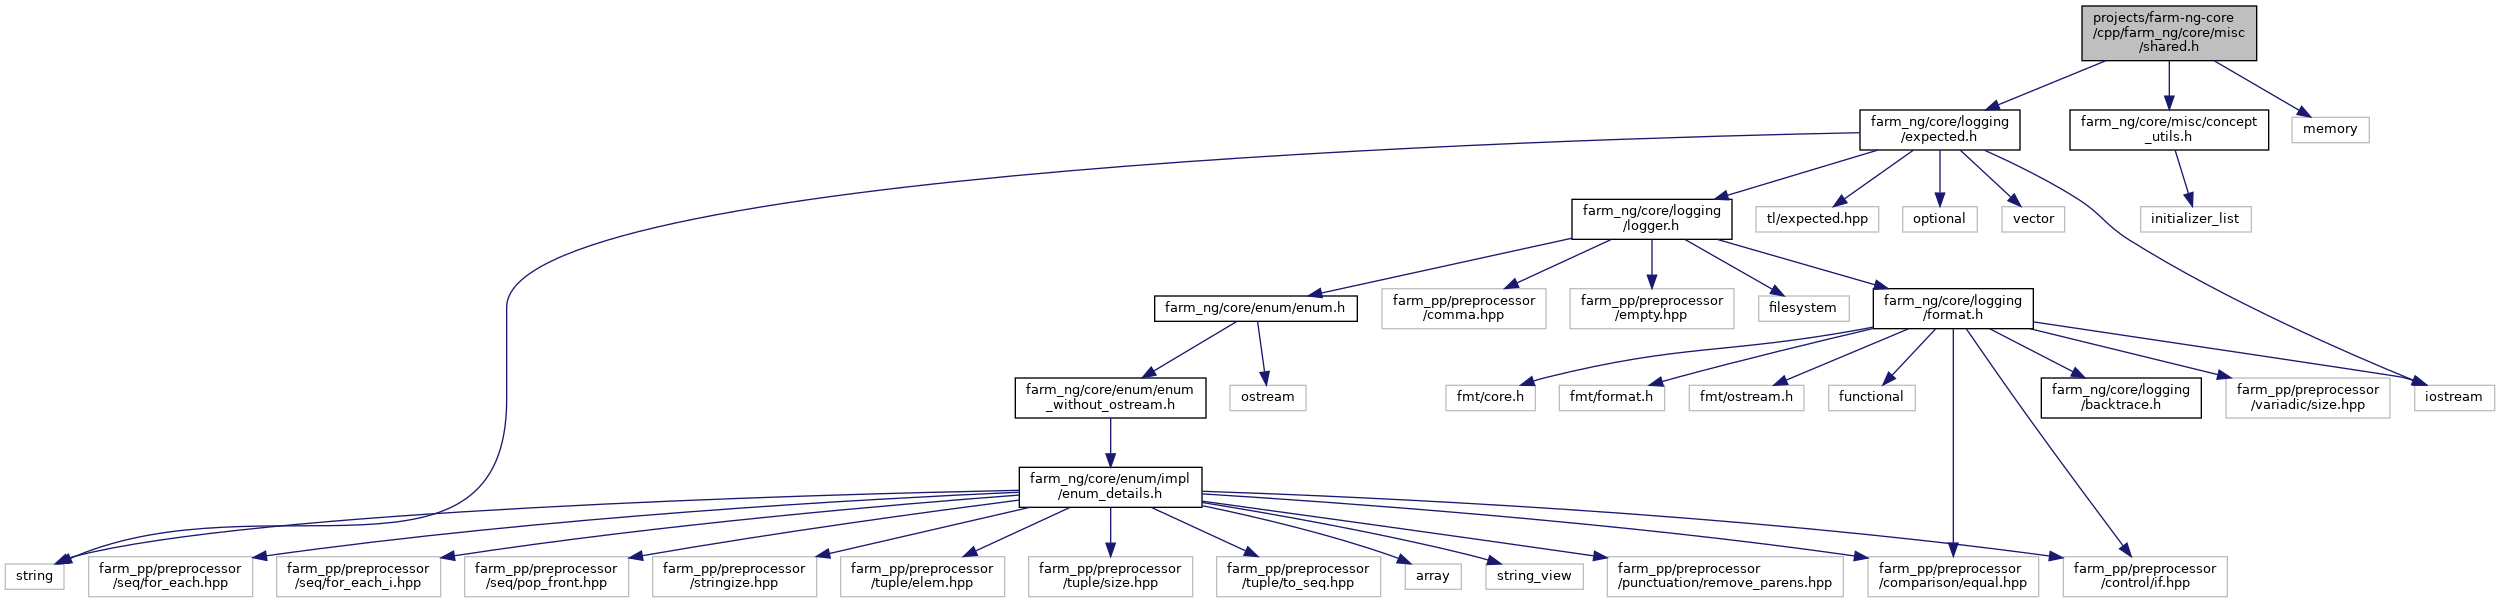 projects/farm-ng-core
/cpp/farm_ng/core/misc
/shared.h
farm_ng/core/logging
/expected.h
farm_ng/core/misc/concept
_utils.h
memory
farm_ng/core/logging
/logger.h
tl/expected.hpp
optional
vector
initializer_list
farm_ng/core/enum/enum.h
farm_pp/preprocessor
/comma.hpp
farm_pp/preprocessor
/empty.hpp
filesystem
farm_ng/core/logging
/format.h
farm_ng/core/enum/enum
_without_ostream.h
ostream
fmt/core.h
fmt/format.h
fmt/ostream.h
functional
farm_ng/core/logging
/backtrace.h
farm_pp/preprocessor
/variadic/size.hpp
iostream
farm_ng/core/enum/impl
/enum_details.h
string
farm_pp/preprocessor
/seq/for_each.hpp
farm_pp/preprocessor
/seq/for_each_i.hpp
farm_pp/preprocessor
/seq/pop_front.hpp
farm_pp/preprocessor
/stringize.hpp
farm_pp/preprocessor
/tuple/elem.hpp
farm_pp/preprocessor
/tuple/size.hpp
farm_pp/preprocessor
/tuple/to_seq.hpp
array
string_view
farm_pp/preprocessor
/punctuation/remove_parens.hpp
farm_pp/preprocessor
/comparison/equal.hpp
farm_pp/preprocessor
/control/if.hpp